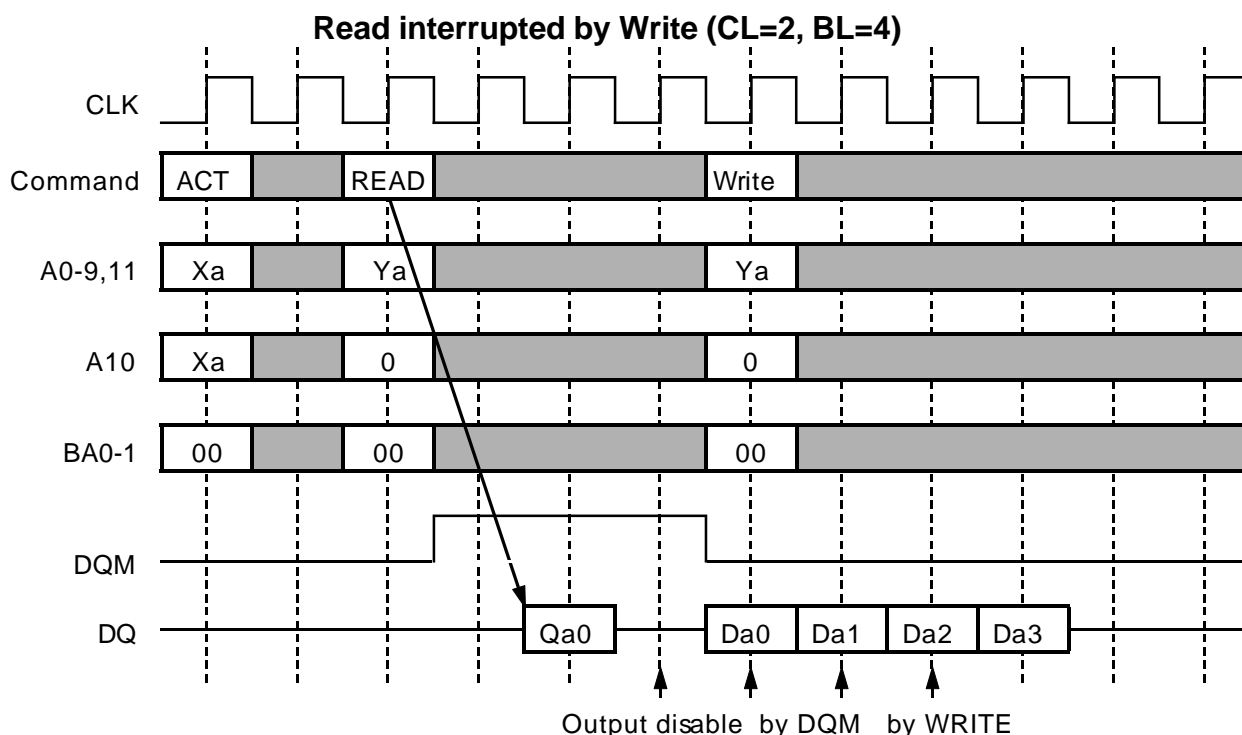 Read interrupted by Write (CL=2, BL=4)
CLK
Command ACT READ Write
A0-9,11 Xa Ya Ya
A10 Xa 0 0
BA0-1 00 00 00
DQM
DQ Qa0 Da0 Da1 Da2 Da3
Output disable by DQM by WRITE